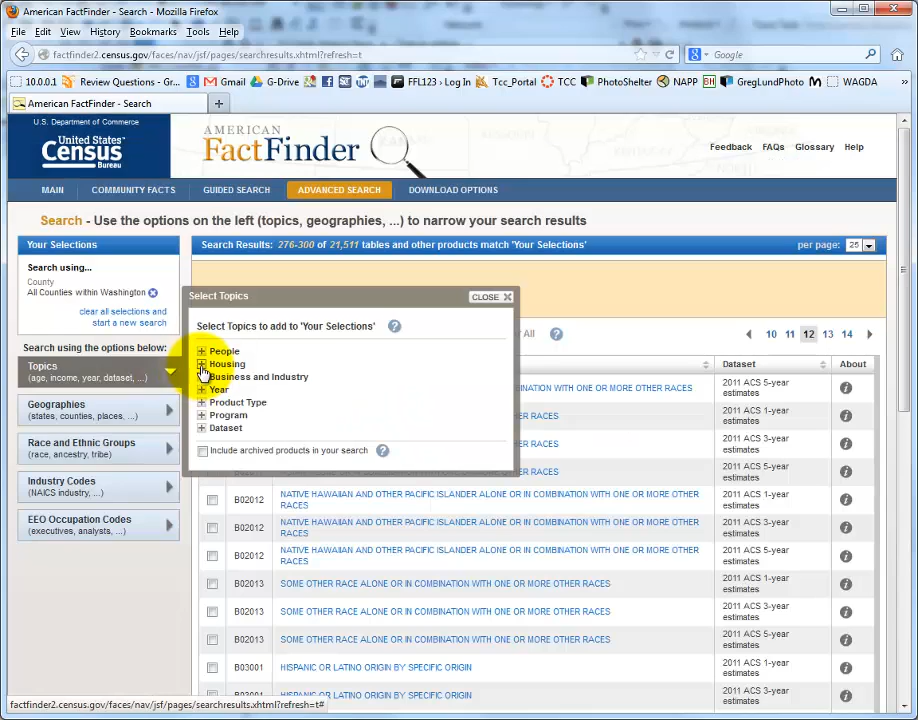 American FactFinder - Search - Mozilla Firefox
File Edit View History Bookmarks Tools Help
factfinder2.census.gov/faces/nav/jsf/pages/searchresults.xhtml?refresh=t
Google
10.0.0.1 Review Questions - Gr... Gmail G-Drive FFL123 › Log In Tcc_Portal TCC PhotoShelter NAPP BH GregLundPhoto WAGDA
American FactFinder - Search
U.S. Department of Commerce
United States™
Census
Bureau
AMERICAN
FactFinder
Feedback FAQs Glossary Help
MAIN COMMUNITY FACTS GUIDED SEARCH ADVANCED SEARCH DOWNLOAD OPTIONS
Search - Use the options on the left (topics, geographies, ...) to narrow your search results
Your Selections
Search using...
County
All Counties within Washington
clear all selections and
start a new search
Search using the options below:
Topics
(age, income, year, dataset, ...)
Geographies
(states, counties, places, ...)
Race and Ethnic Groups
(race, ancestry, tribe)
Industry Codes
(NAICS industry, ...)
EEO Occupation Codes
(executives, analysts, ...)
Search Results: 276-300 of 21,511 tables and other products match 'Your Selections'
per page: 25
Select Topics
CLOSE
Select Topics to add to 'Your Selections'
People
Housing
Business and Industry
Year
Product Type
Program
Dataset
Include archived products in your search
All
10 11 12 13 14
Dataset About
2011 ACS 5-year
estimates
RACES
2011 ACS 1-year
estimates
RACES
2011 ACS 3-year
estimates
RACES
2011 ACS 5-year
estimates
B02012 NATIVE HAWAIIAN AND OTHER PACIFIC ISLANDER ALONE OR IN COMBINATION WITH ONE OR MORE OTHER
RACES
2011 ACS 1-year
estimates
B02012 NATIVE HAWAIIAN AND OTHER PACIFIC ISLANDER ALONE OR IN COMBINATION WITH ONE OR MORE OTHER
RACES
2011 ACS 3-year
estimates
B02012 NATIVE HAWAIIAN AND OTHER PACIFIC ISLANDER ALONE OR IN COMBINATION WITH ONE OR MORE OTHER
RACES
2011 ACS 5-year
estimates
B02013 SOME OTHER RACE ALONE OR IN COMBINATION WITH ONE OR MORE OTHER RACES
2011 ACS 1-year
estimates
B02013 SOME OTHER RACE ALONE OR IN COMBINATION WITH ONE OR MORE OTHER RACES
2011 ACS 3-year
estimates
B02013 SOME OTHER RACE ALONE OR IN COMBINATION WITH ONE OR MORE OTHER RACES
2011 ACS 5-year
estimates
B03001 HISPANIC OR LATINO ORIGIN BY SPECIFIC ORIGIN
2011 ACS 1-year
estimates
B03001 HISPANIC OR LATINO ORIGIN BY SPECIFIC ORIGIN
2011 ACS 3-year
factfinder2.census.gov/faces/nav/jsf/pages/searchresults.xhtml?refresh=t#